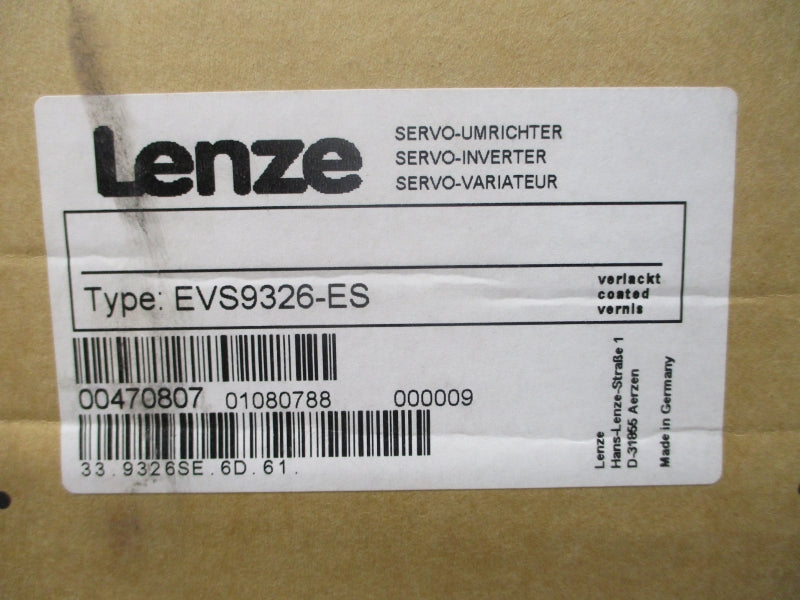 Lenze
SERVO-UMRICHTER
SERVO-INVERTER
SERVO-VARIATEUR
Type: EVS9326-ES
verlackt
coated
vernis
00470807 01080788 000009
33.9326SE.6D.61.
Lenze
Hans-Lenze-Straße 1
D-31855 Aerzen
Made in Germany